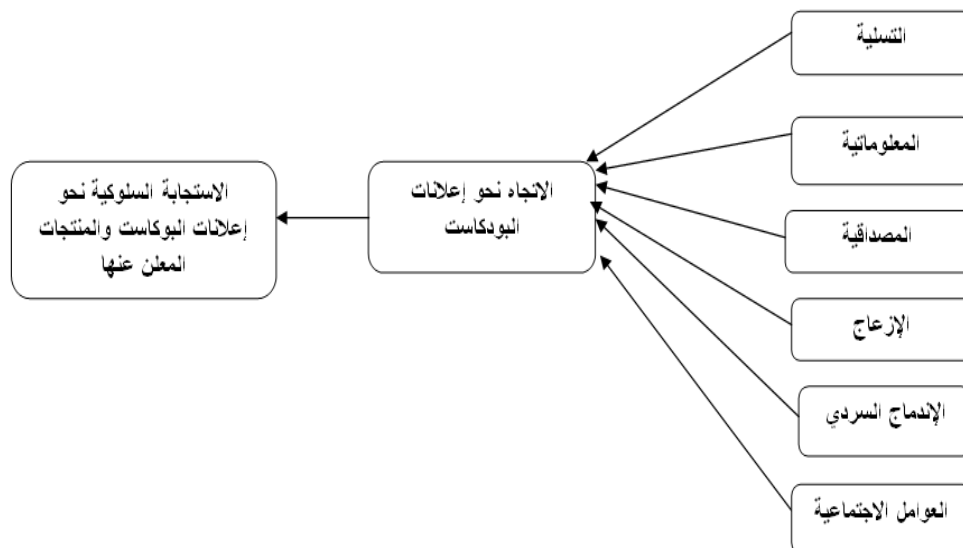 التسلية
المعلوماتية
المصداقية
الإزعاج
الإندماج السردي
العوامل الاجتماعية
الاتجاه نحو إعلانات
البودكاست
الاستجابة السلوكية نحو
إعلانات البوكاست والمنتجات
المعلن عنها